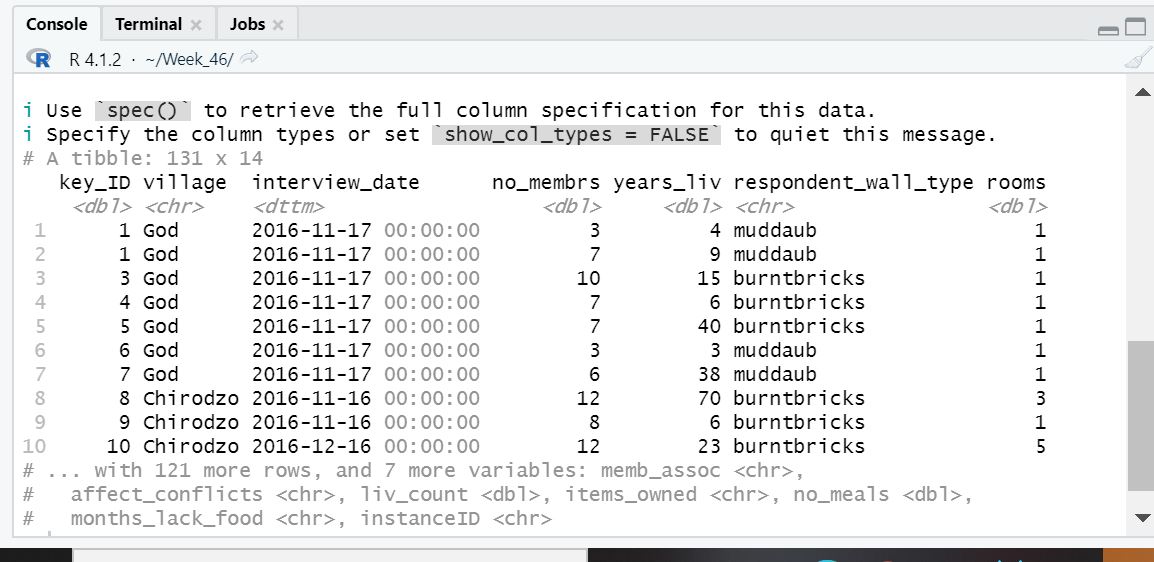 Console Terminal × Jobs ×
R R 4.1.2 · ~/Week_46/
i Use `spec()` to retrieve the full column specification for this data.
i Specify the column types or set `show_col_types = FALSE` to quiet this message.
# A tibble: 131 x 14
key_ID village interview_date no_membrs years_liv respondent_wall_type rooms
<dbl> <chr> <dttm> <dbl> <dbl> <chr> <dbl>
1 1 God 2016-11-17 00:00:00 3 4 muddaub 1
2 1 God 2016-11-17 00:00:00 7 9 muddaub 1
3 3 God 2016-11-17 00:00:00 10 15 burntbricks 1
4 4 God 2016-11-17 00:00:00 7 6 burntbricks 1
5 5 God 2016-11-17 00:00:00 7 40 burntbricks 1
6 6 God 2016-11-17 00:00:00 3 3 muddaub 1
7 7 God 2016-11-17 00:00:00 6 38 muddaub 1
8 8 Chirodzo 2016-11-16 00:00:00 12 70 burntbricks 3
9 9 Chirodzo 2016-11-16 00:00:00 8 6 burntbricks 1
10 10 Chirodzo 2016-12-16 00:00:00 12 23 burntbricks 5
# ... with 121 more rows, and 7 more variables: memb_assoc <chr>,
# affect_conflicts <chr>, liv_count <dbl>, items_owned <chr>, no_meals <dbl>,
# months_lack_food <chr>, instanceID <chr>